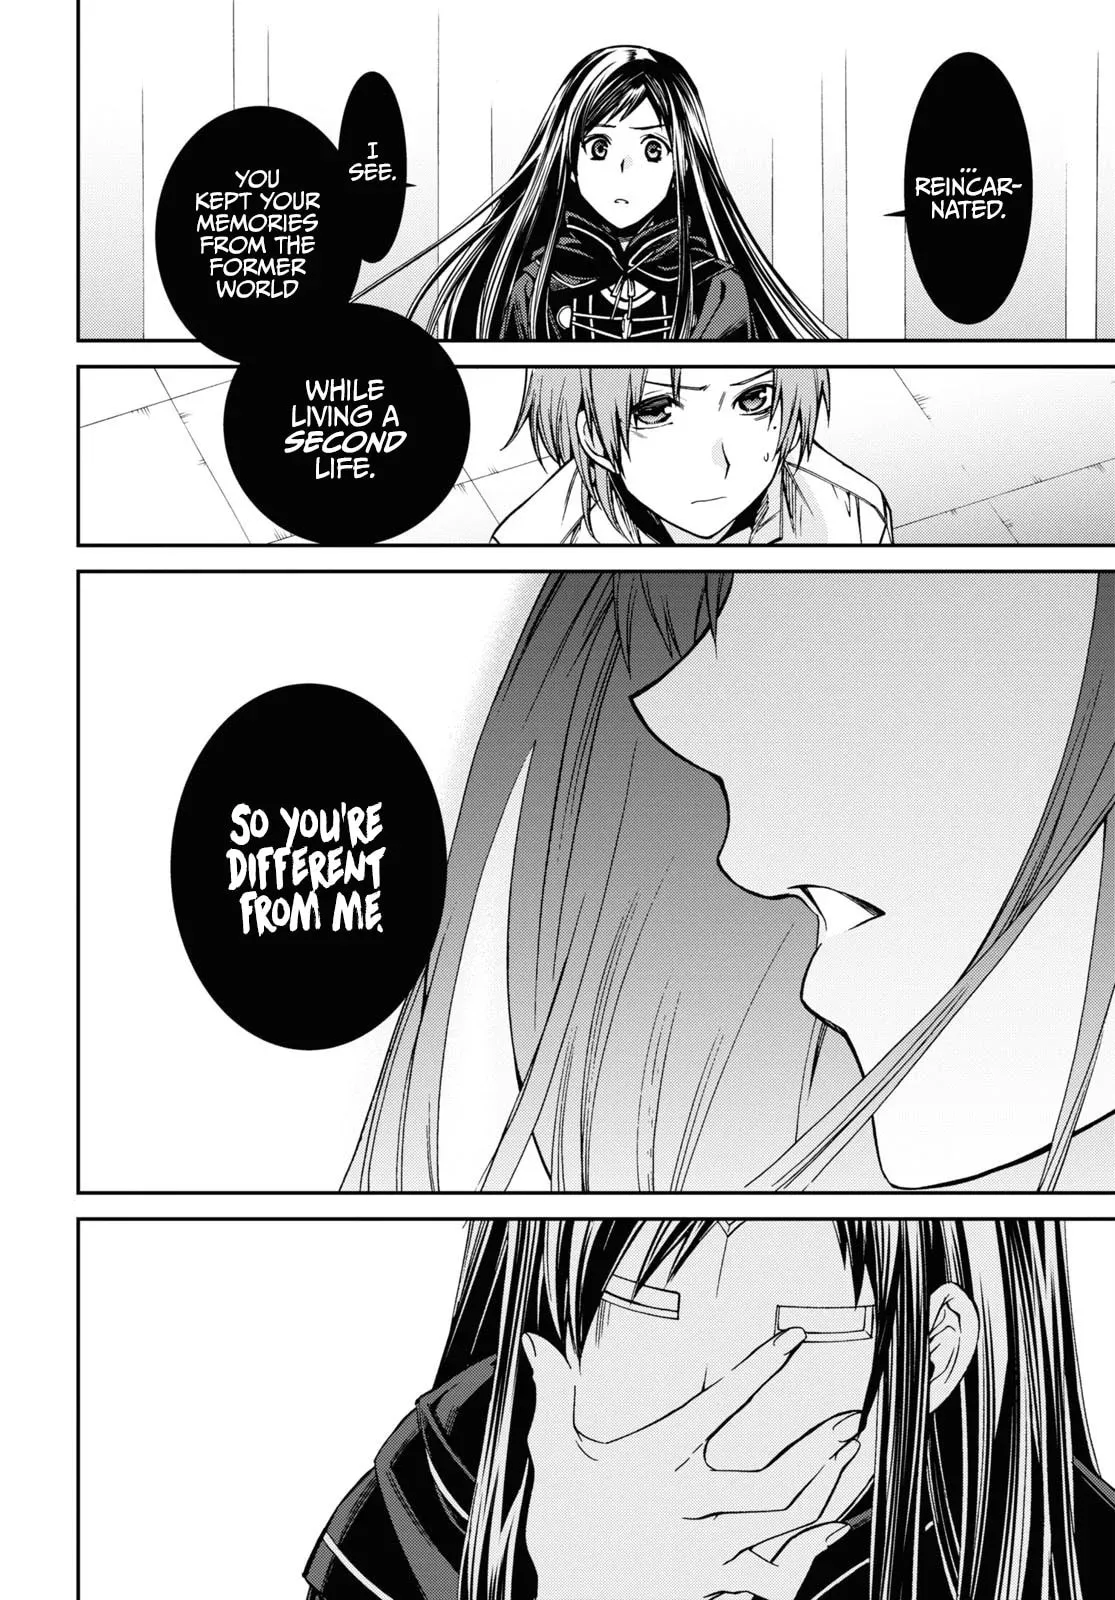 ...
REINCAR-
NATED.
I
SEE.
YOU
KEPT YOUR
MEMORIES
FROM THE
FORMER
WORLD
WHILE
LIVING A
SECOND
LIFE.
SO YOU'RE
DIFFERENT
FROM ME.